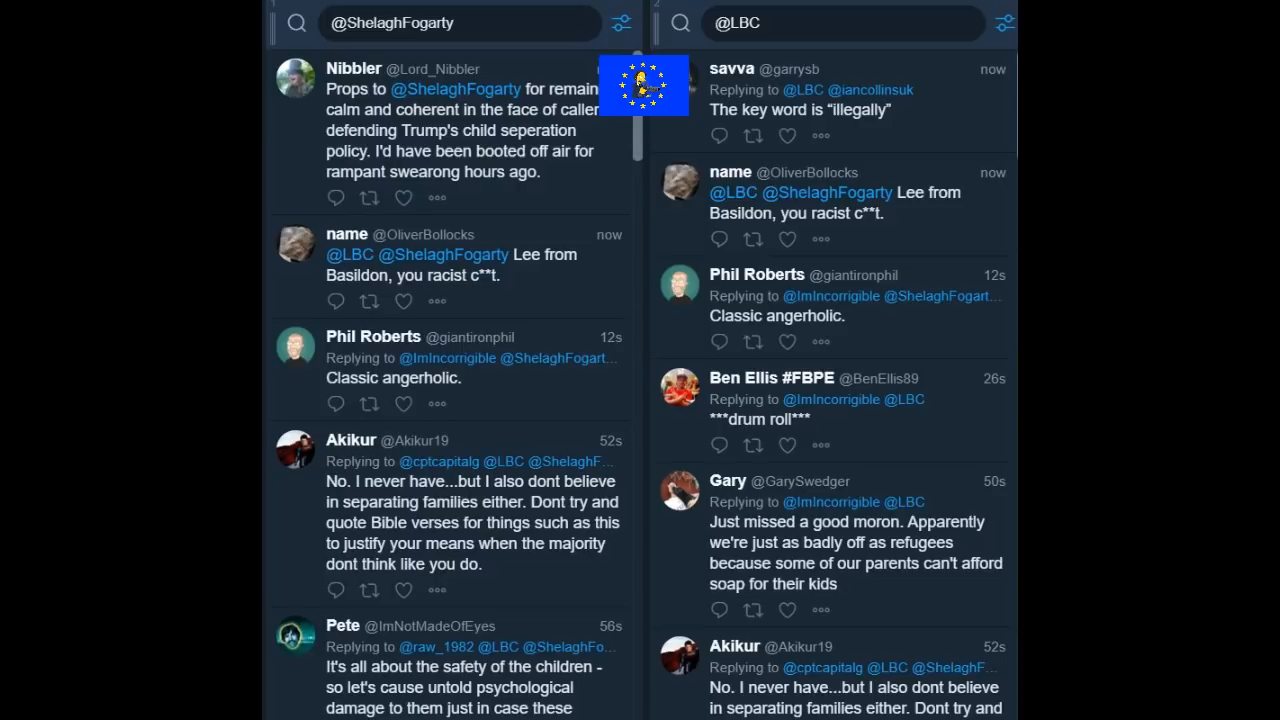 1
@ShelaghFogarty
Nibbler @Lord_Nibbler
Props to @ShelaghFogarty for remain
calm and coherent in the face of caller
defending Trump's child seperation
policy. I'd have been booted off air for
rampant swearong hours ago.
name @OliverBollocks now
@LBC @ShelaghFogarty Lee from
Basildon, you racist c**t.
Phil Roberts @giantironphil 12s
Replying to @ImIncorrigible @ShelaghFogart...
Classic angerholic.
Akikur @Akikur19 52s
Replying to @cptcapitalg @LBC @ShelaghF...
No. I never have...but I also dont believe
in separating families either. Dont try and
quote Bible verses for things such as this
to justify your means when the majority
dont think like you do.
Pete @ImNotMadeOfEyes 56s
Replying to @raw_1982 @LBC @ShelaghFo...
It's all about the safety of the children -
so let's cause untold psychological
damage to them just in case these
2
@LBC
savva @garrysb now
Replying to @LBC @iancollinsuk
The key word is “illegally”
name @OliverBollocks now
@LBC @ShelaghFogarty Lee from
Basildon, you racist c**t.
Phil Roberts @giantironphil 12s
Replying to @ImIncorrigible @ShelaghFogart...
Classic angerholic.
Ben Ellis #FBPE @BenEllis89 26s
Replying to @ImIncorrigible @LBC
***drum roll***
Gary @GarySwedger 50s
Replying to @ImIncorrigible @LBC
Just missed a good moron. Apparently
we're just as badly off as refugees
because some of our parents can't afford
soap for their kids
Akikur @Akikur19 52s
Replying to @cptcapitalg @LBC @ShelaghF...
No. I never have...but I also dont believe
in separating families either. Dont try and